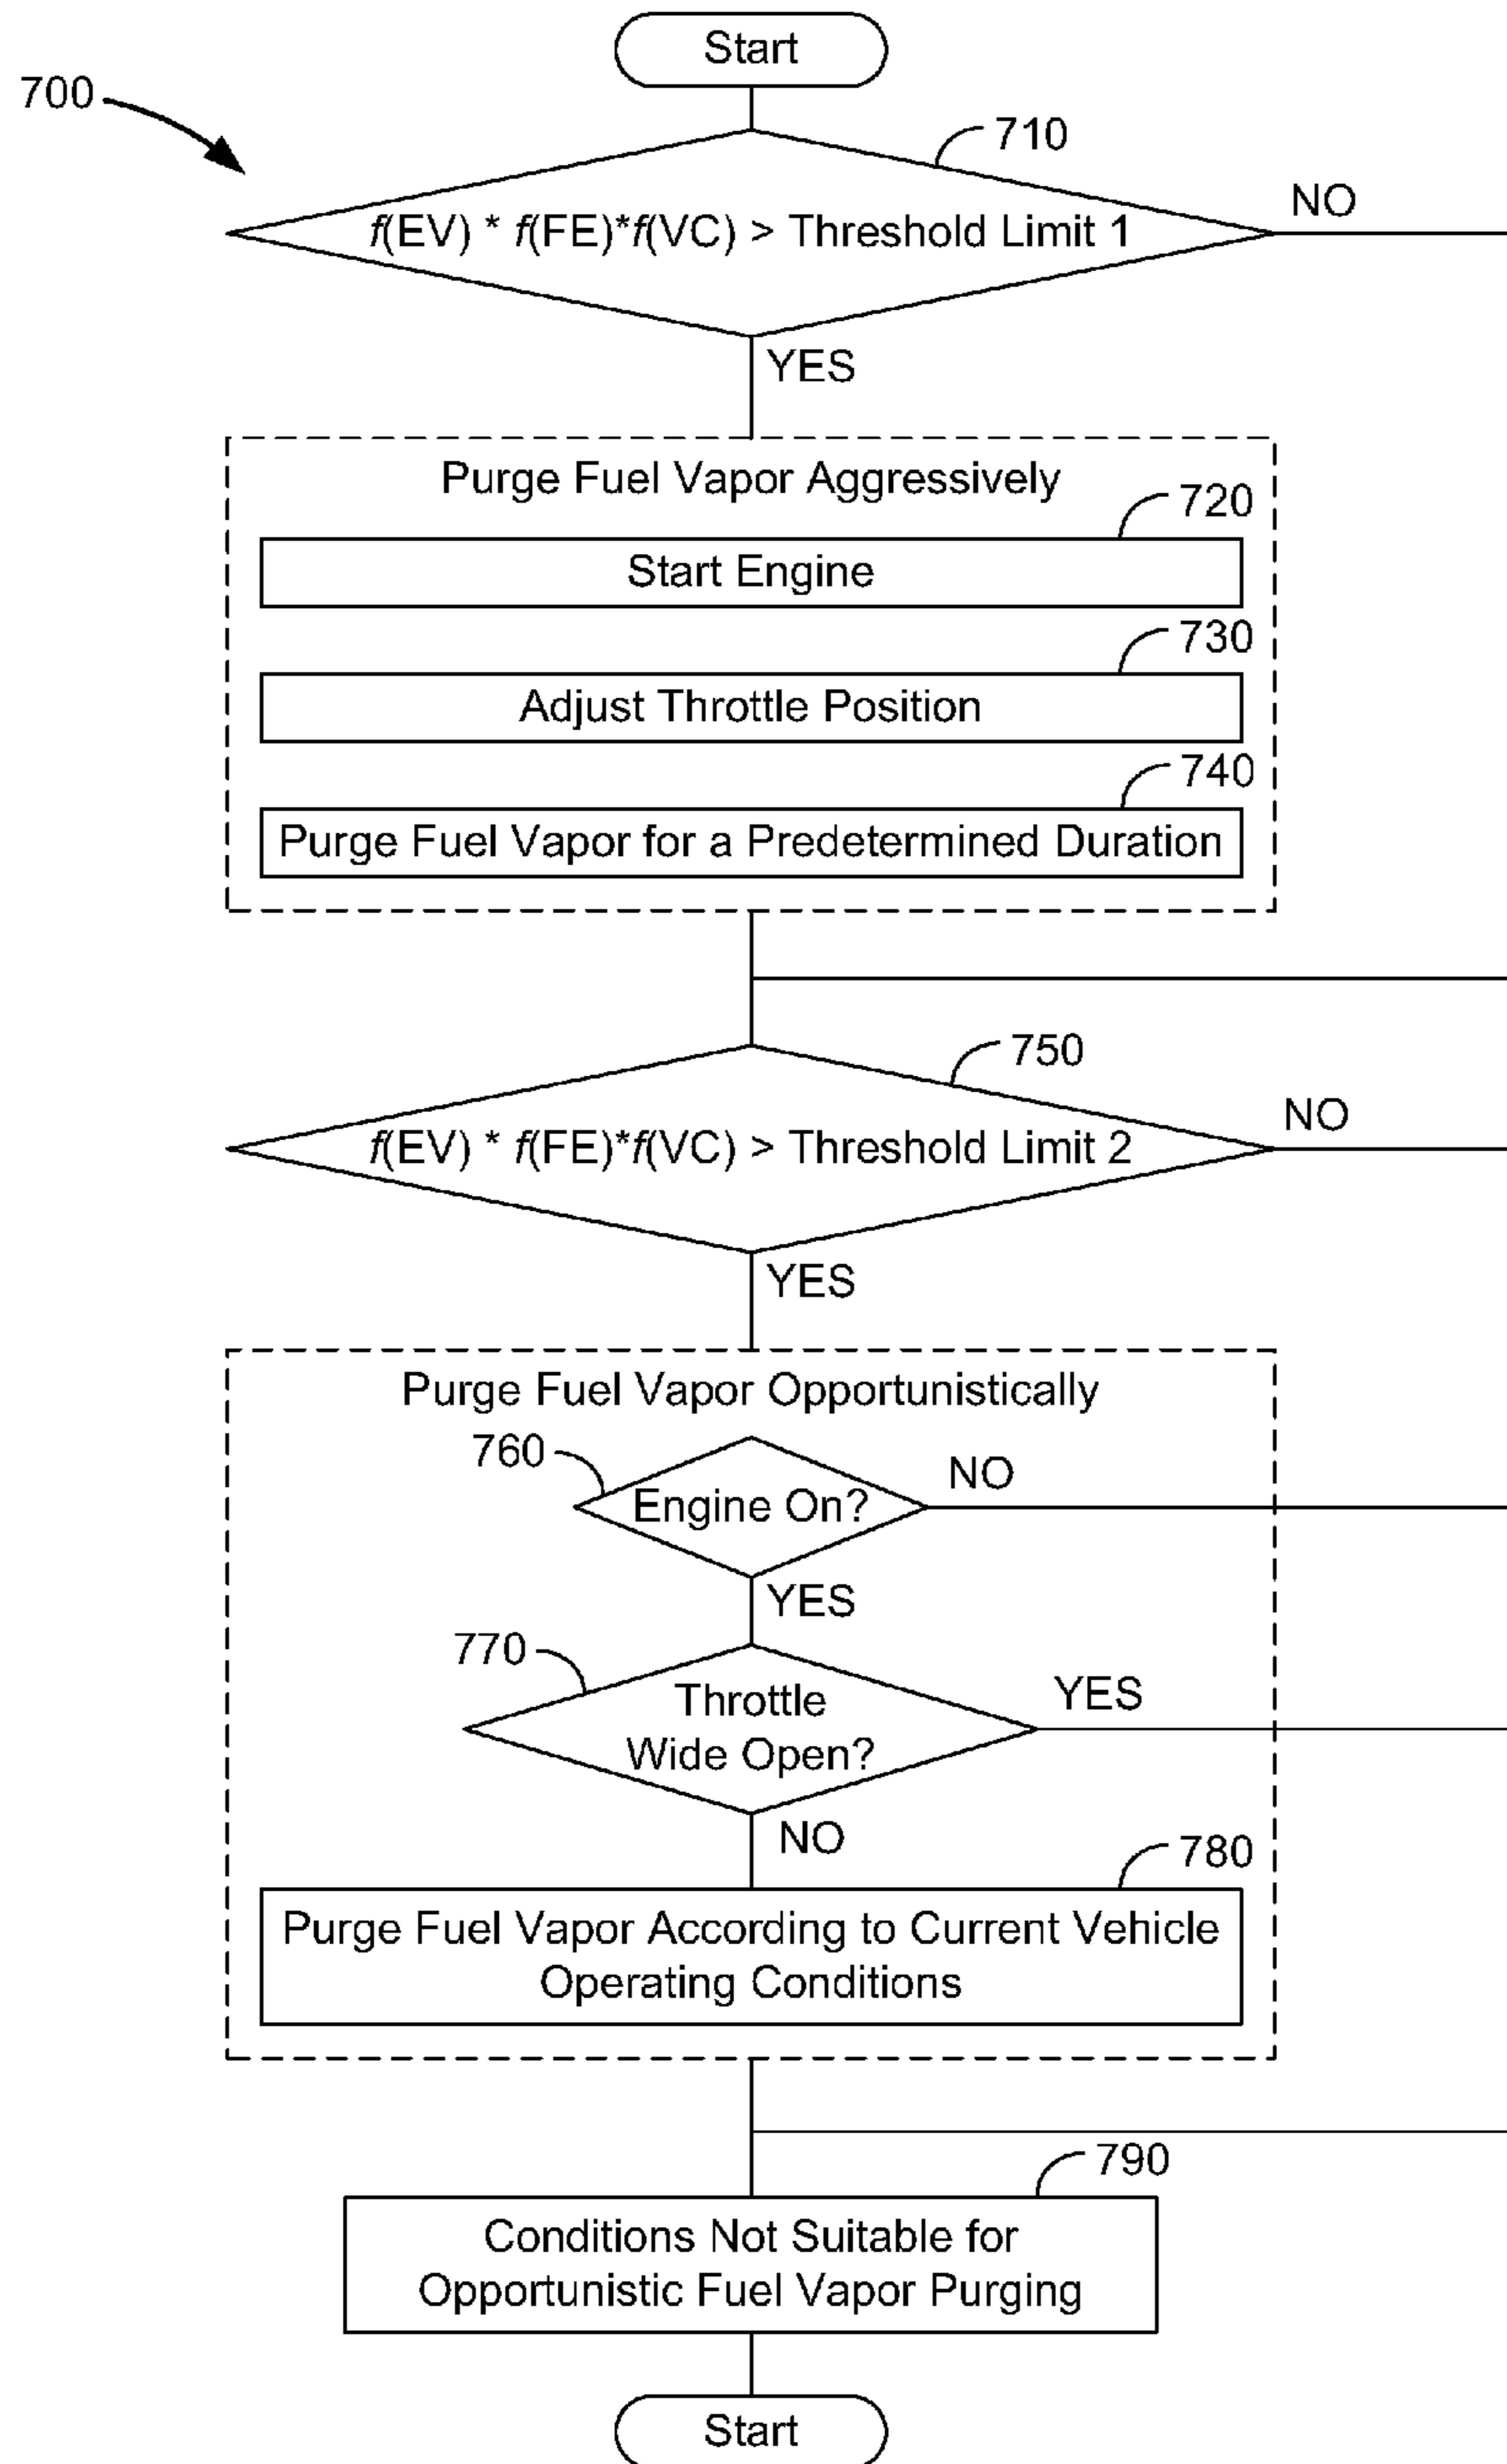 Start
700
710
f(EV) * f(FE)*f(VC) > Threshold Limit 1
NO
YES
Purge Fuel Vapor Aggressively
720
Start Engine
730
Adjust Throttle Position
740
Purge Fuel Vapor for a Predetermined Duration
750
f(EV) * f(FE)*f(VC) > Threshold Limit 2
NO
YES
Purge Fuel Vapor Opportunistically
760
Engine On?
NO
YES
770
Throttle
Wide Open?
YES
NO
780
Purge Fuel Vapor According to Current Vehicle
Operating Conditions
790
Conditions Not Suitable for
Opportunistic Fuel Vapor Purging
Start